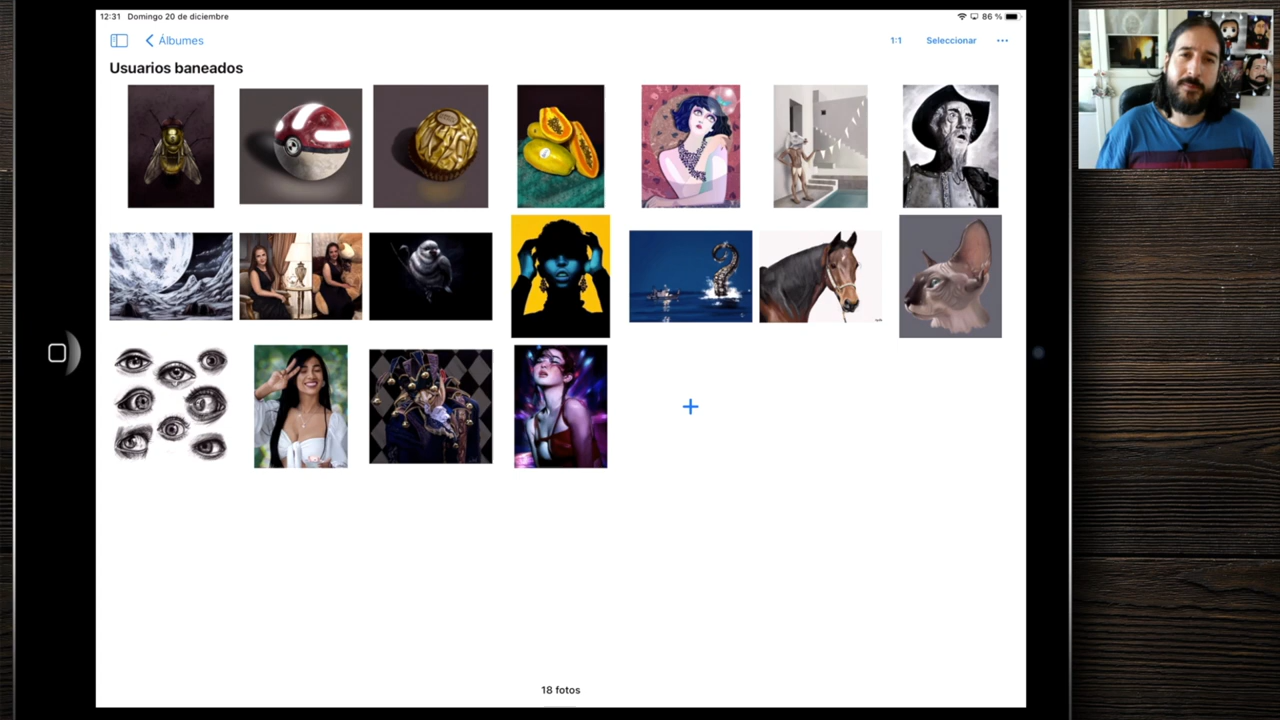 12:31 Domingo 20 de diciembre
86 %
Álbumes
1:1 Seleccionar
Usuarios baneados
18 fotos